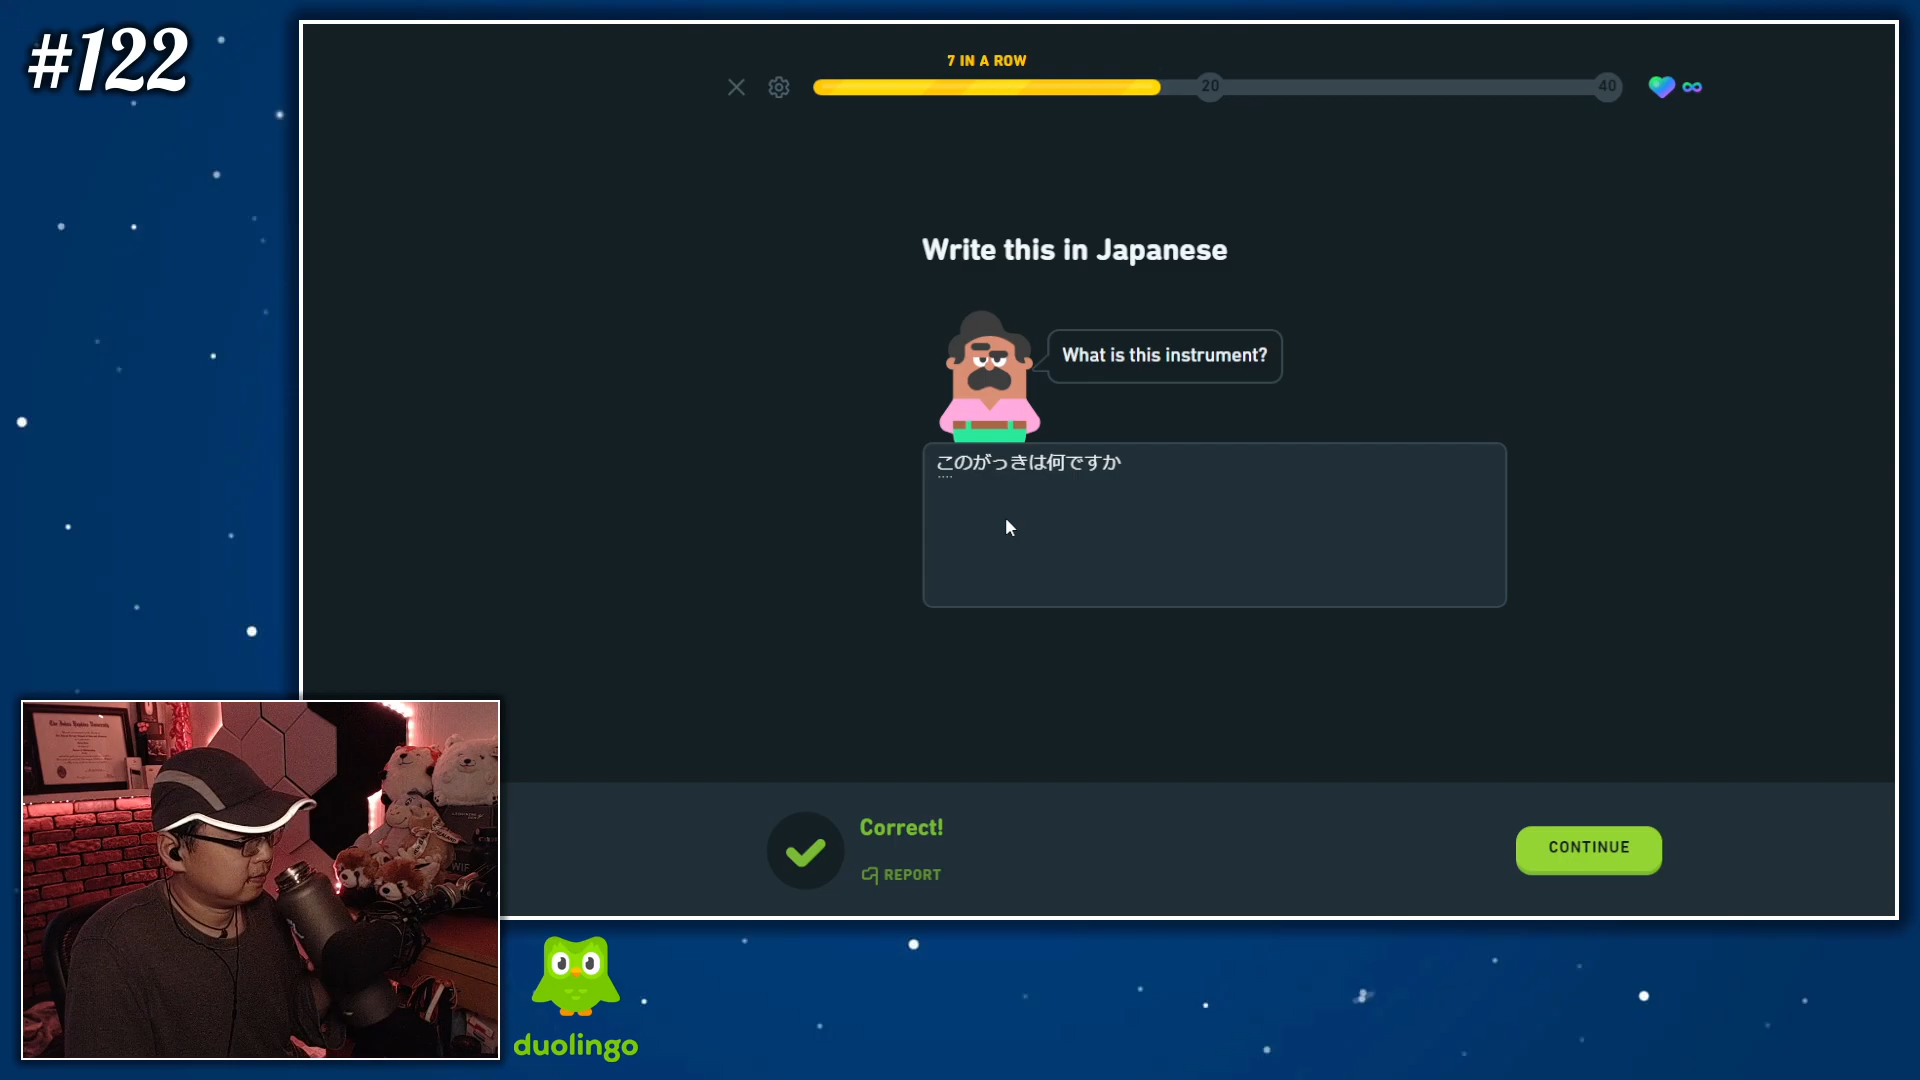 #122
7 IN A ROW
20
40
Write this in Japanese
What is this instrument?
このがっきは何ですか
Correct!
REPORT
CONTINUE
duolingo